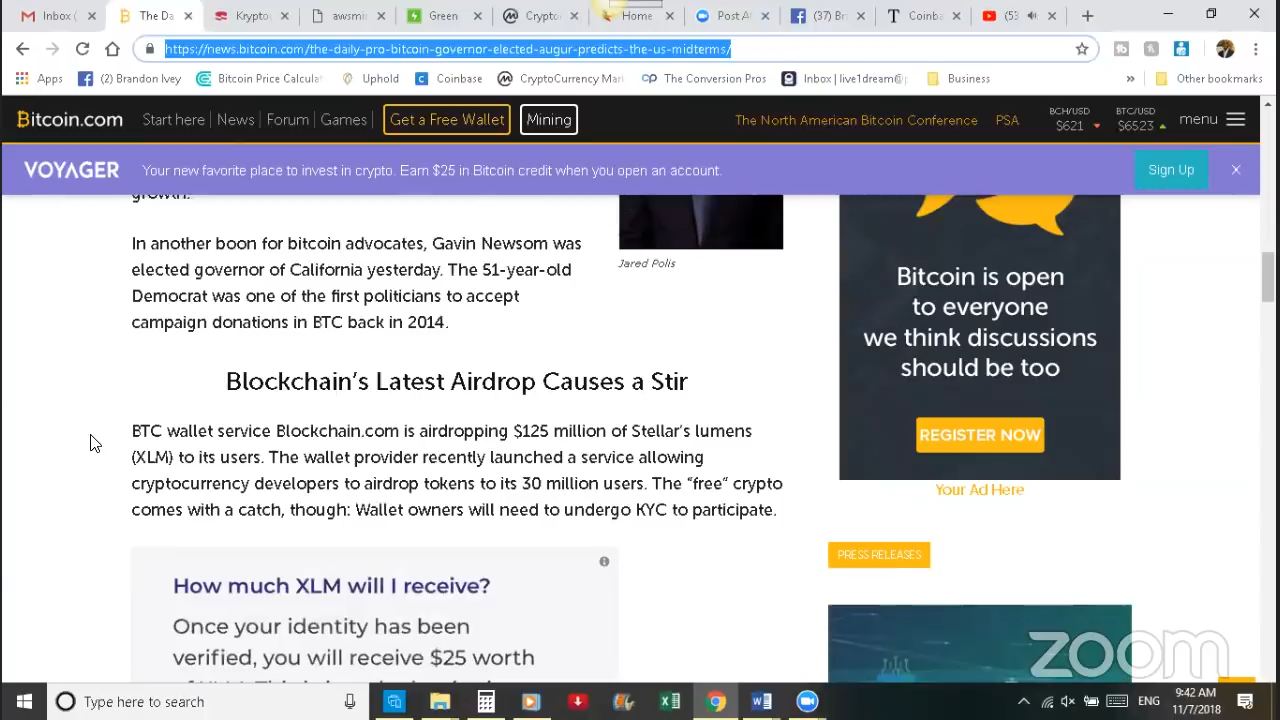 Inbox (
The Da
Krypto
awsmin
Green
Crypto
Home
Post A
(37) B
Coinba
(53
https://news.bitcoin.com/the-daily-pro-bitcoin-governor-elected-augur-predicts-the-us-midterms/
Apps
(2) Brandon Ivey
Bitcoin Price Calcula
Uphold
Coinbase
CryptoCurrency Mar
The Conversion Pros
Inbox | live1dream@
Business
»
Other bookmarks
Bitcoin.com
Start here | News | Forum | Games |
Get a Free Wallet
Mining
The North American Bitcoin Conference
PSA
BCH/USD
$621
BTC/USD
$6523
menu
VOYAGER
Your new favorite place to invest in crypto. Earn $25 in Bitcoin credit when you open an account.
Sign Up
growth.
In another boon for bitcoin advocates, Gavin Newsom was
elected governor of California yesterday. The 51-year-old
Democrat was one of the first politicians to accept
campaign donations in BTC back in 2014.
Jared Polis
Blockchain's Latest Airdrop Causes a Stir
BTC wallet service Blockchain.com is airdropping $125 million of Stellar's lumens
(XLM) to its users. The wallet provider recently launched a service allowing
cryptocurrency developers to airdrop tokens to its 30 million users. The “free” crypto
comes with a catch, though: Wallet owners will need to undergo KYC to participate.
How much XLM will I receive?
Once your identity has been
verified, you will receive $25 worth
Bitcoin is open
to everyone
we think discussions
should be too
REGISTER NOW
Your Ad Here
PRESS RELEASES
zoom
Type here to search
ENG
9:42 AM
11/7/2018